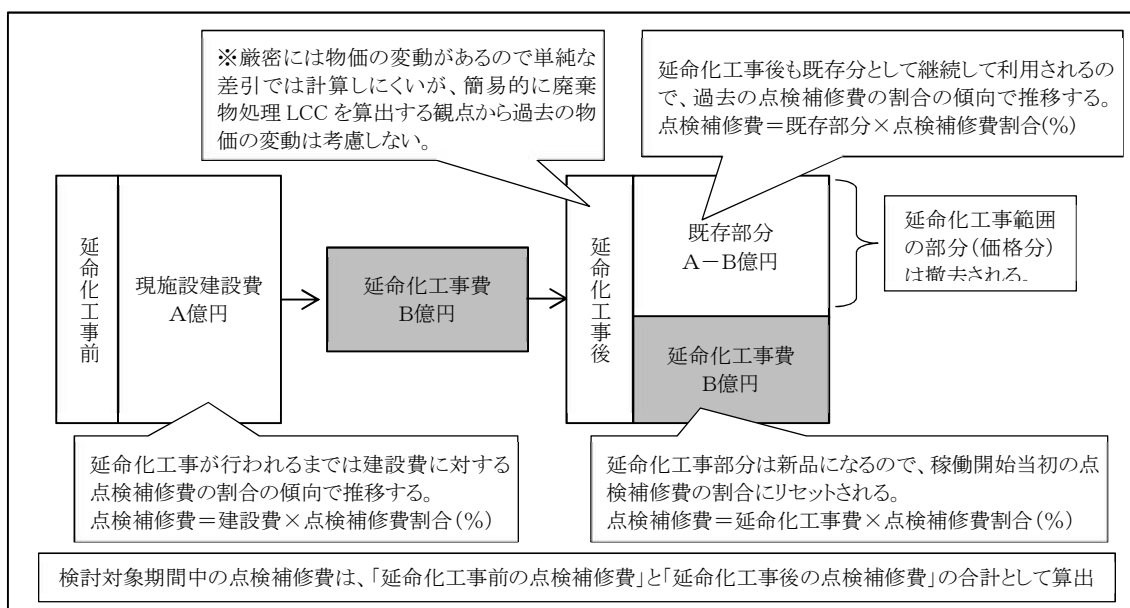 ※厳密には物価の変動があるので単純な
差引では計算しにくいが、簡易的に廃棄
物処理 LCC を算出する観点から過去の物
価の変動は考慮しない。
延命化工事後も既存分として継続して利用されるの
で、過去の点検補修費の割合の傾向で推移する。
点検補修費＝既存部分×点検補修費割合(%)
延命化工事前
現施設建設費
A億円
延命化工事費
B億円
延命化工事後
既存部分
A－B億円
延命化工事費
B億円
延命化工事範囲
の部分(価格分)
は撤去される。
延命化工事が行われるまでは建設費に対する
点検補修費の割合の傾向で推移する。
点検補修費＝建設費×点検補修費割合(%)
延命化工事部分は新品になるので、稼働開始当初の点
検補修費の割合にリセットされる。
点検補修費＝延命化工事費×点検補修費割合(%)
検討対象期間中の点検補修費は、「延命化工事前の点検補修費」と「延命化工事後の点検補修費」の合計として算出